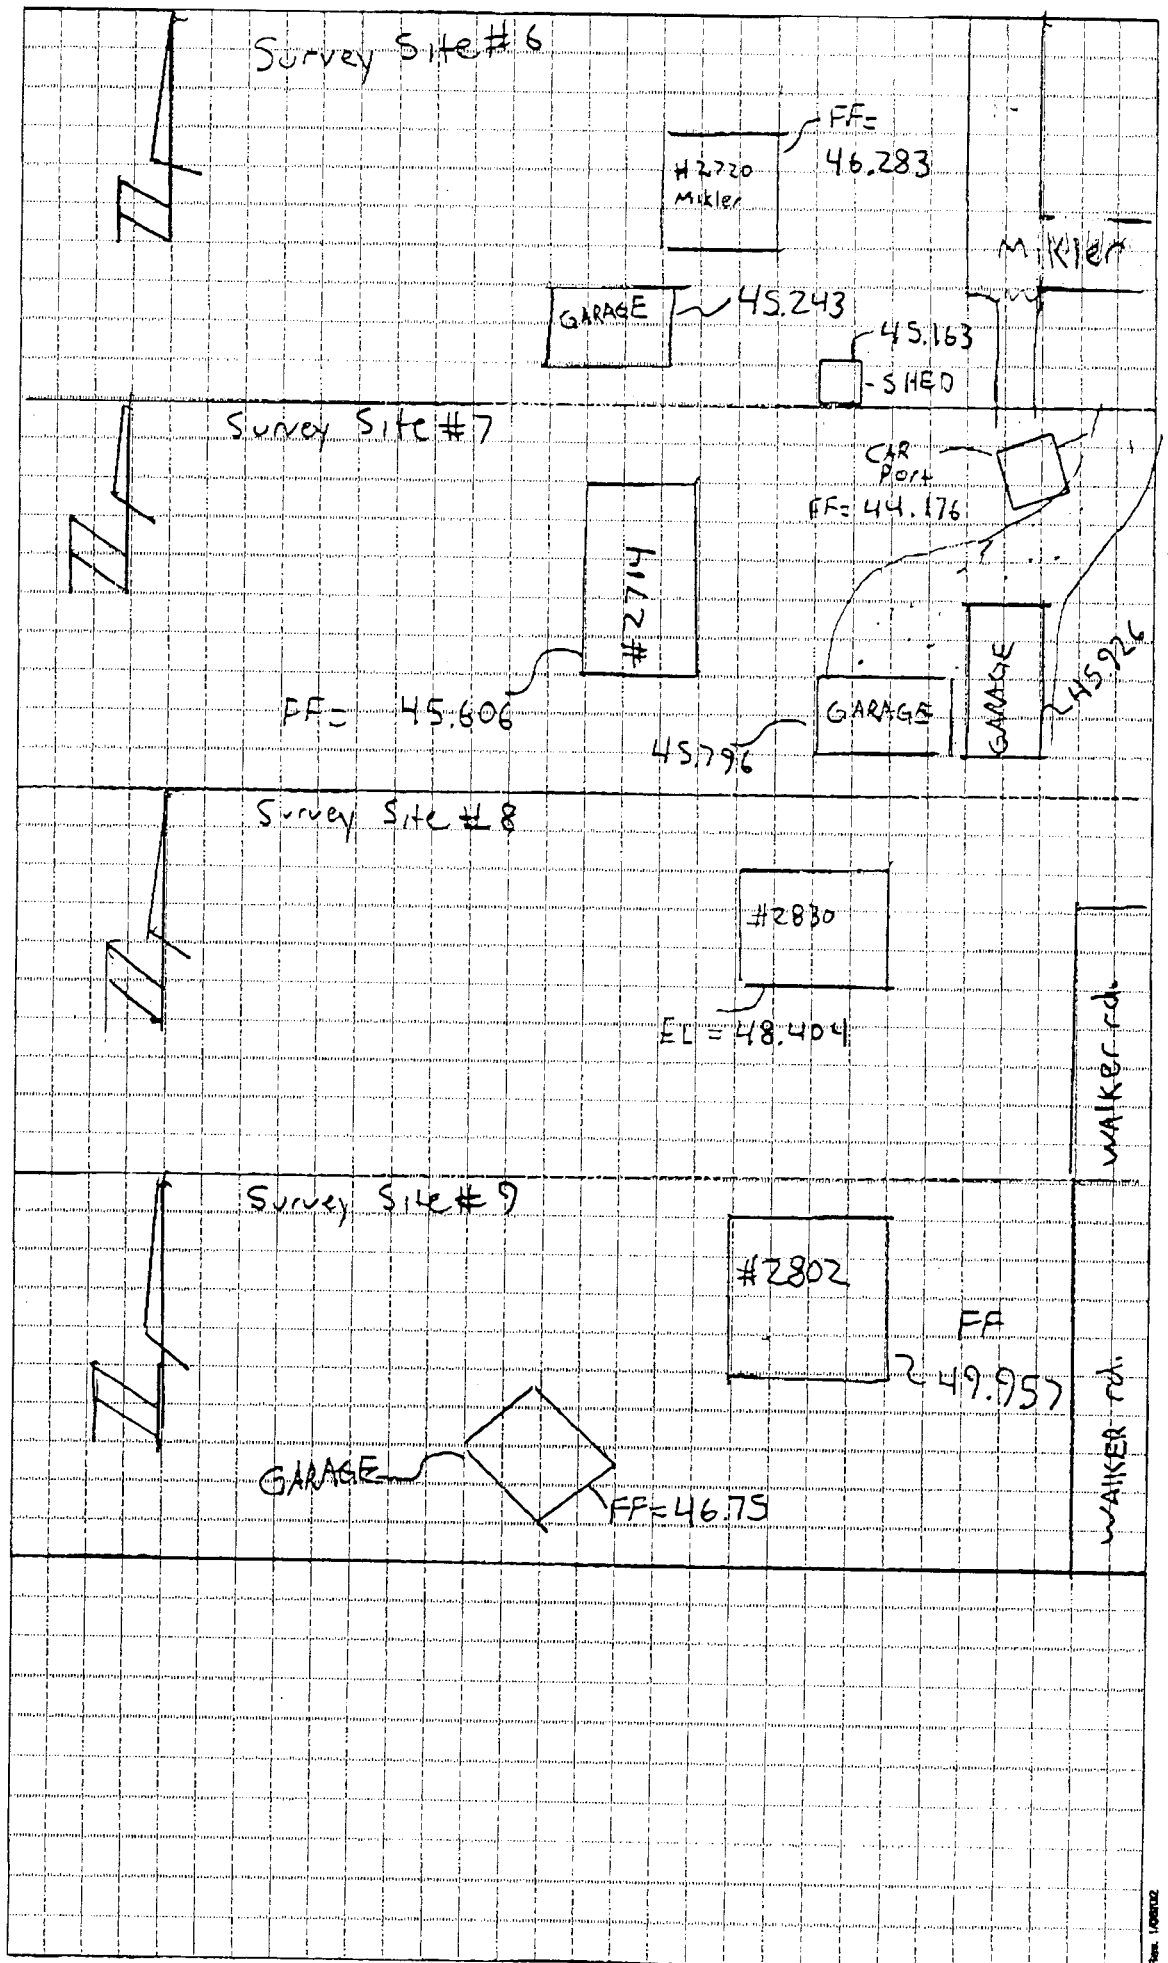 Survey Site # 6
FF=
46.283
#2720
Mikler
Mikler
GARAGE
45.243
45.163
-SHED
Survey Site #7
CAR
Port
FF= 44.176
#2714
FF= 45.606
GARAGE
45.796
GARAGE
45.926
Survey Site #8
#2830
EL = 48.404
Walker rd.
Survey Site # 9
#2802
FF
49.957
GARAGE
FF=46.75
WAlKER rd.